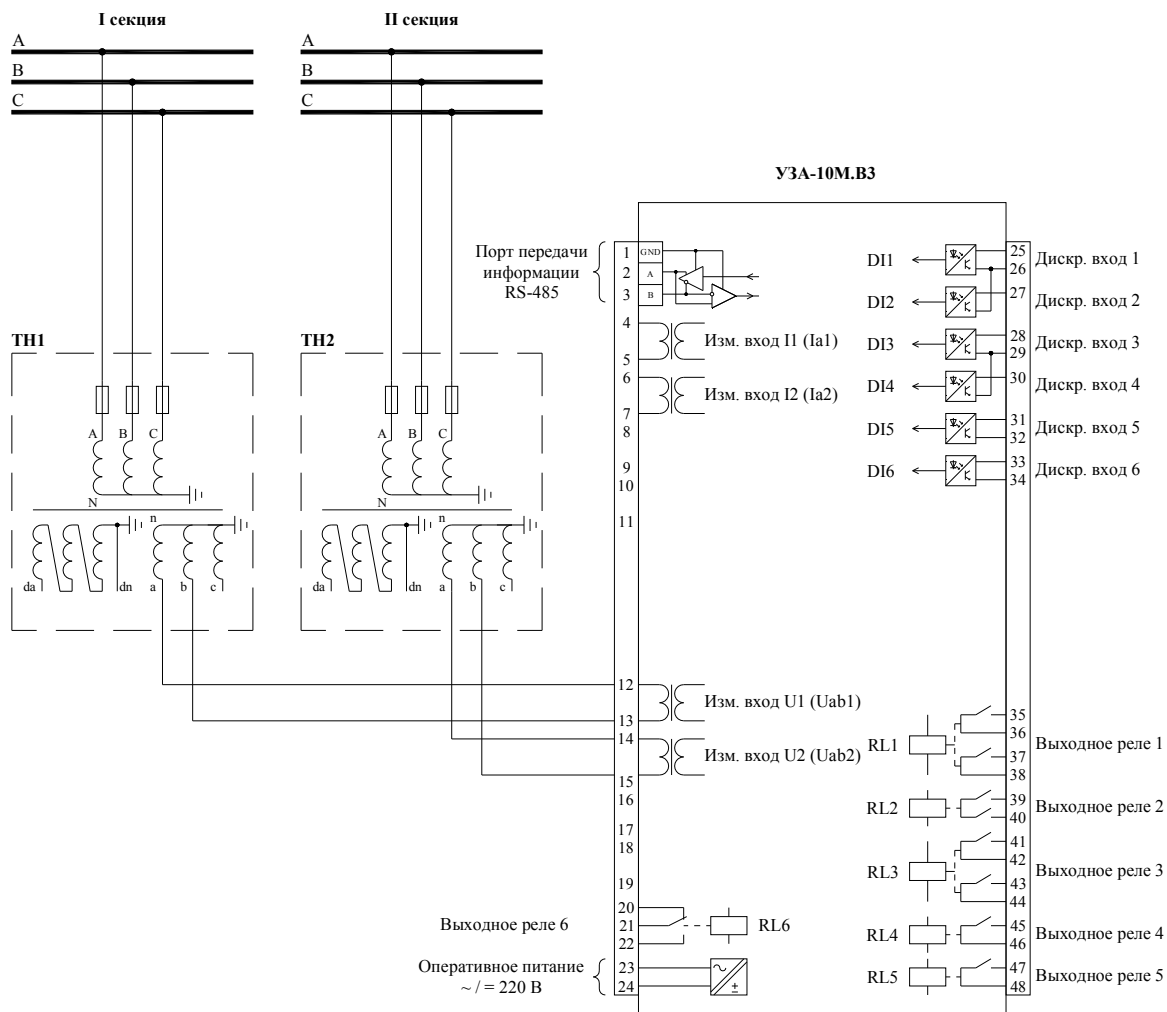 I секция
II секция
A
B
C
A
B
C
УЗА-10М.В3
Порт передачи
информации
RS-485
1 GND
2 A
3 B
4
5
Изм. вход I1 (Ia1)
6
7
Изм. вход I2 (Ia2)
8
9
10
11
DI1
25
26
Дискр. вход 1
DI2
27
Дискр. вход 2
DI3
28
29
Дискр. вход 3
DI4
30
Дискр. вход 4
DI5
31
32
Дискр. вход 5
DI6
33
34
Дискр. вход 6
ТН1
A B C
N
n
da dn a b c
ТН2
A B C
N
n
da dn a b c
12
13
Изм. вход U1 (Uab1)
14
15
Изм. вход U2 (Uab2)
16
17
18
19
Выходное реле 6
20
21
22
RL6
Оперативное питание
~ / = 220 В
23
24
RL1
35
36
37
38
Выходное реле 1
RL2
39
40
Выходное реле 2
RL3
41
42
43
44
Выходное реле 3
RL4
45
46
Выходное реле 4
RL5
47
48
Выходное реле 5